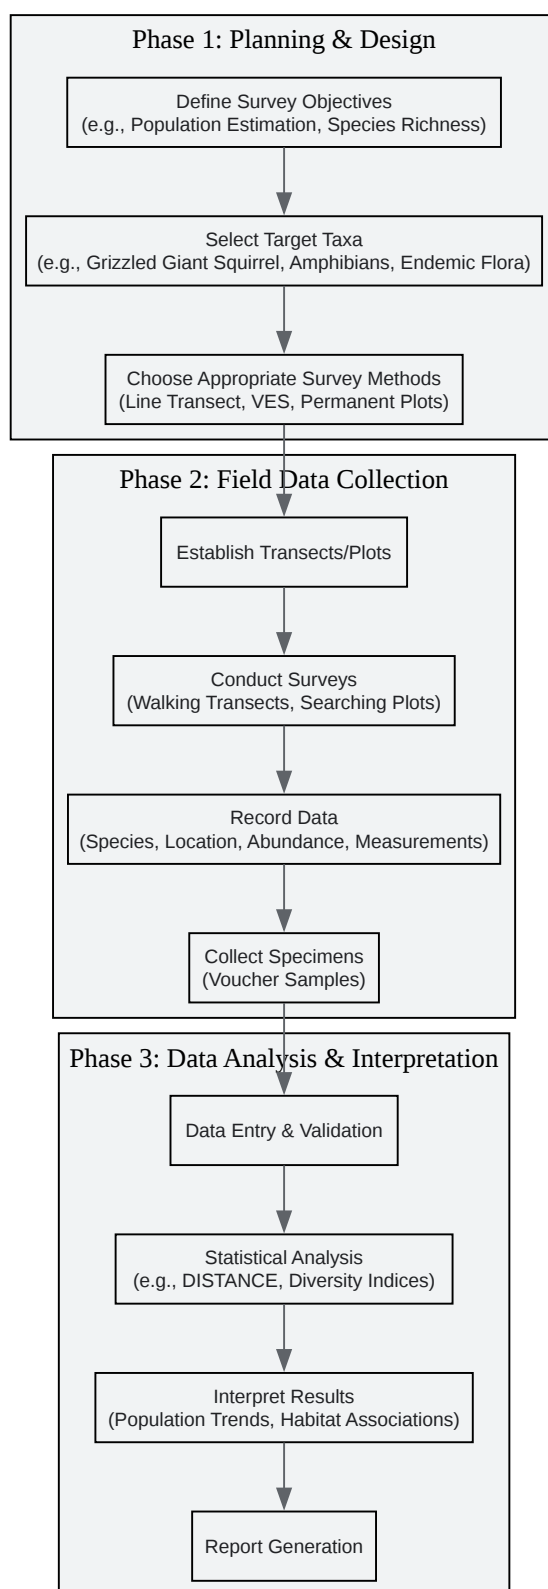 Phase 1: Planning & Design
Define Survey Objectives
(e.g., Population Estimation, Species Richness)
Select Target Taxa
(e.g., Grizzled Giant Squirrel, Amphibians, Endemic Flora)
Choose Appropriate Survey Methods
(Line Transect, VES, Permanent Plots)
Phase 2: Field Data Collection
Establish Transects/Plots
Conduct Surveys
(Walking Transects, Searching Plots)
Record Data
(Species, Location, Abundance, Measurements)
Collect Specimens
(Voucher Samples)
Phase 3: Data Analysis & Interpretation
Data Entry & Validation
Statistical Analysis
(e.g., DISTANCE, Diversity Indices)
Interpret Results
(Population Trends, Habitat Associations)
Report Generation